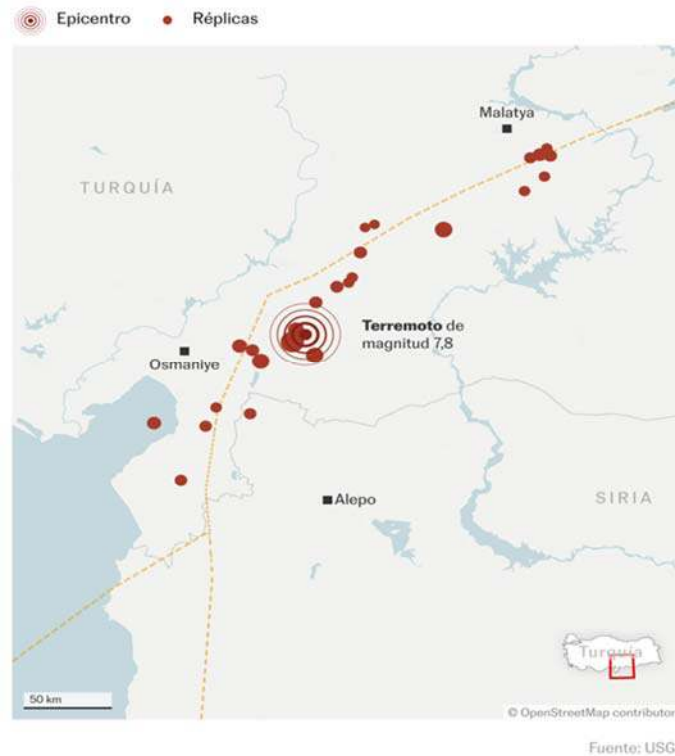 Epicentro
Réplicas
Malatya
TURQUÍA
Terremoto de
magnitud 7,8
Osmaniye
Alepo
SIRIA
Turquía
50 km
© OpenStreetMap contributor
Fuente: USG